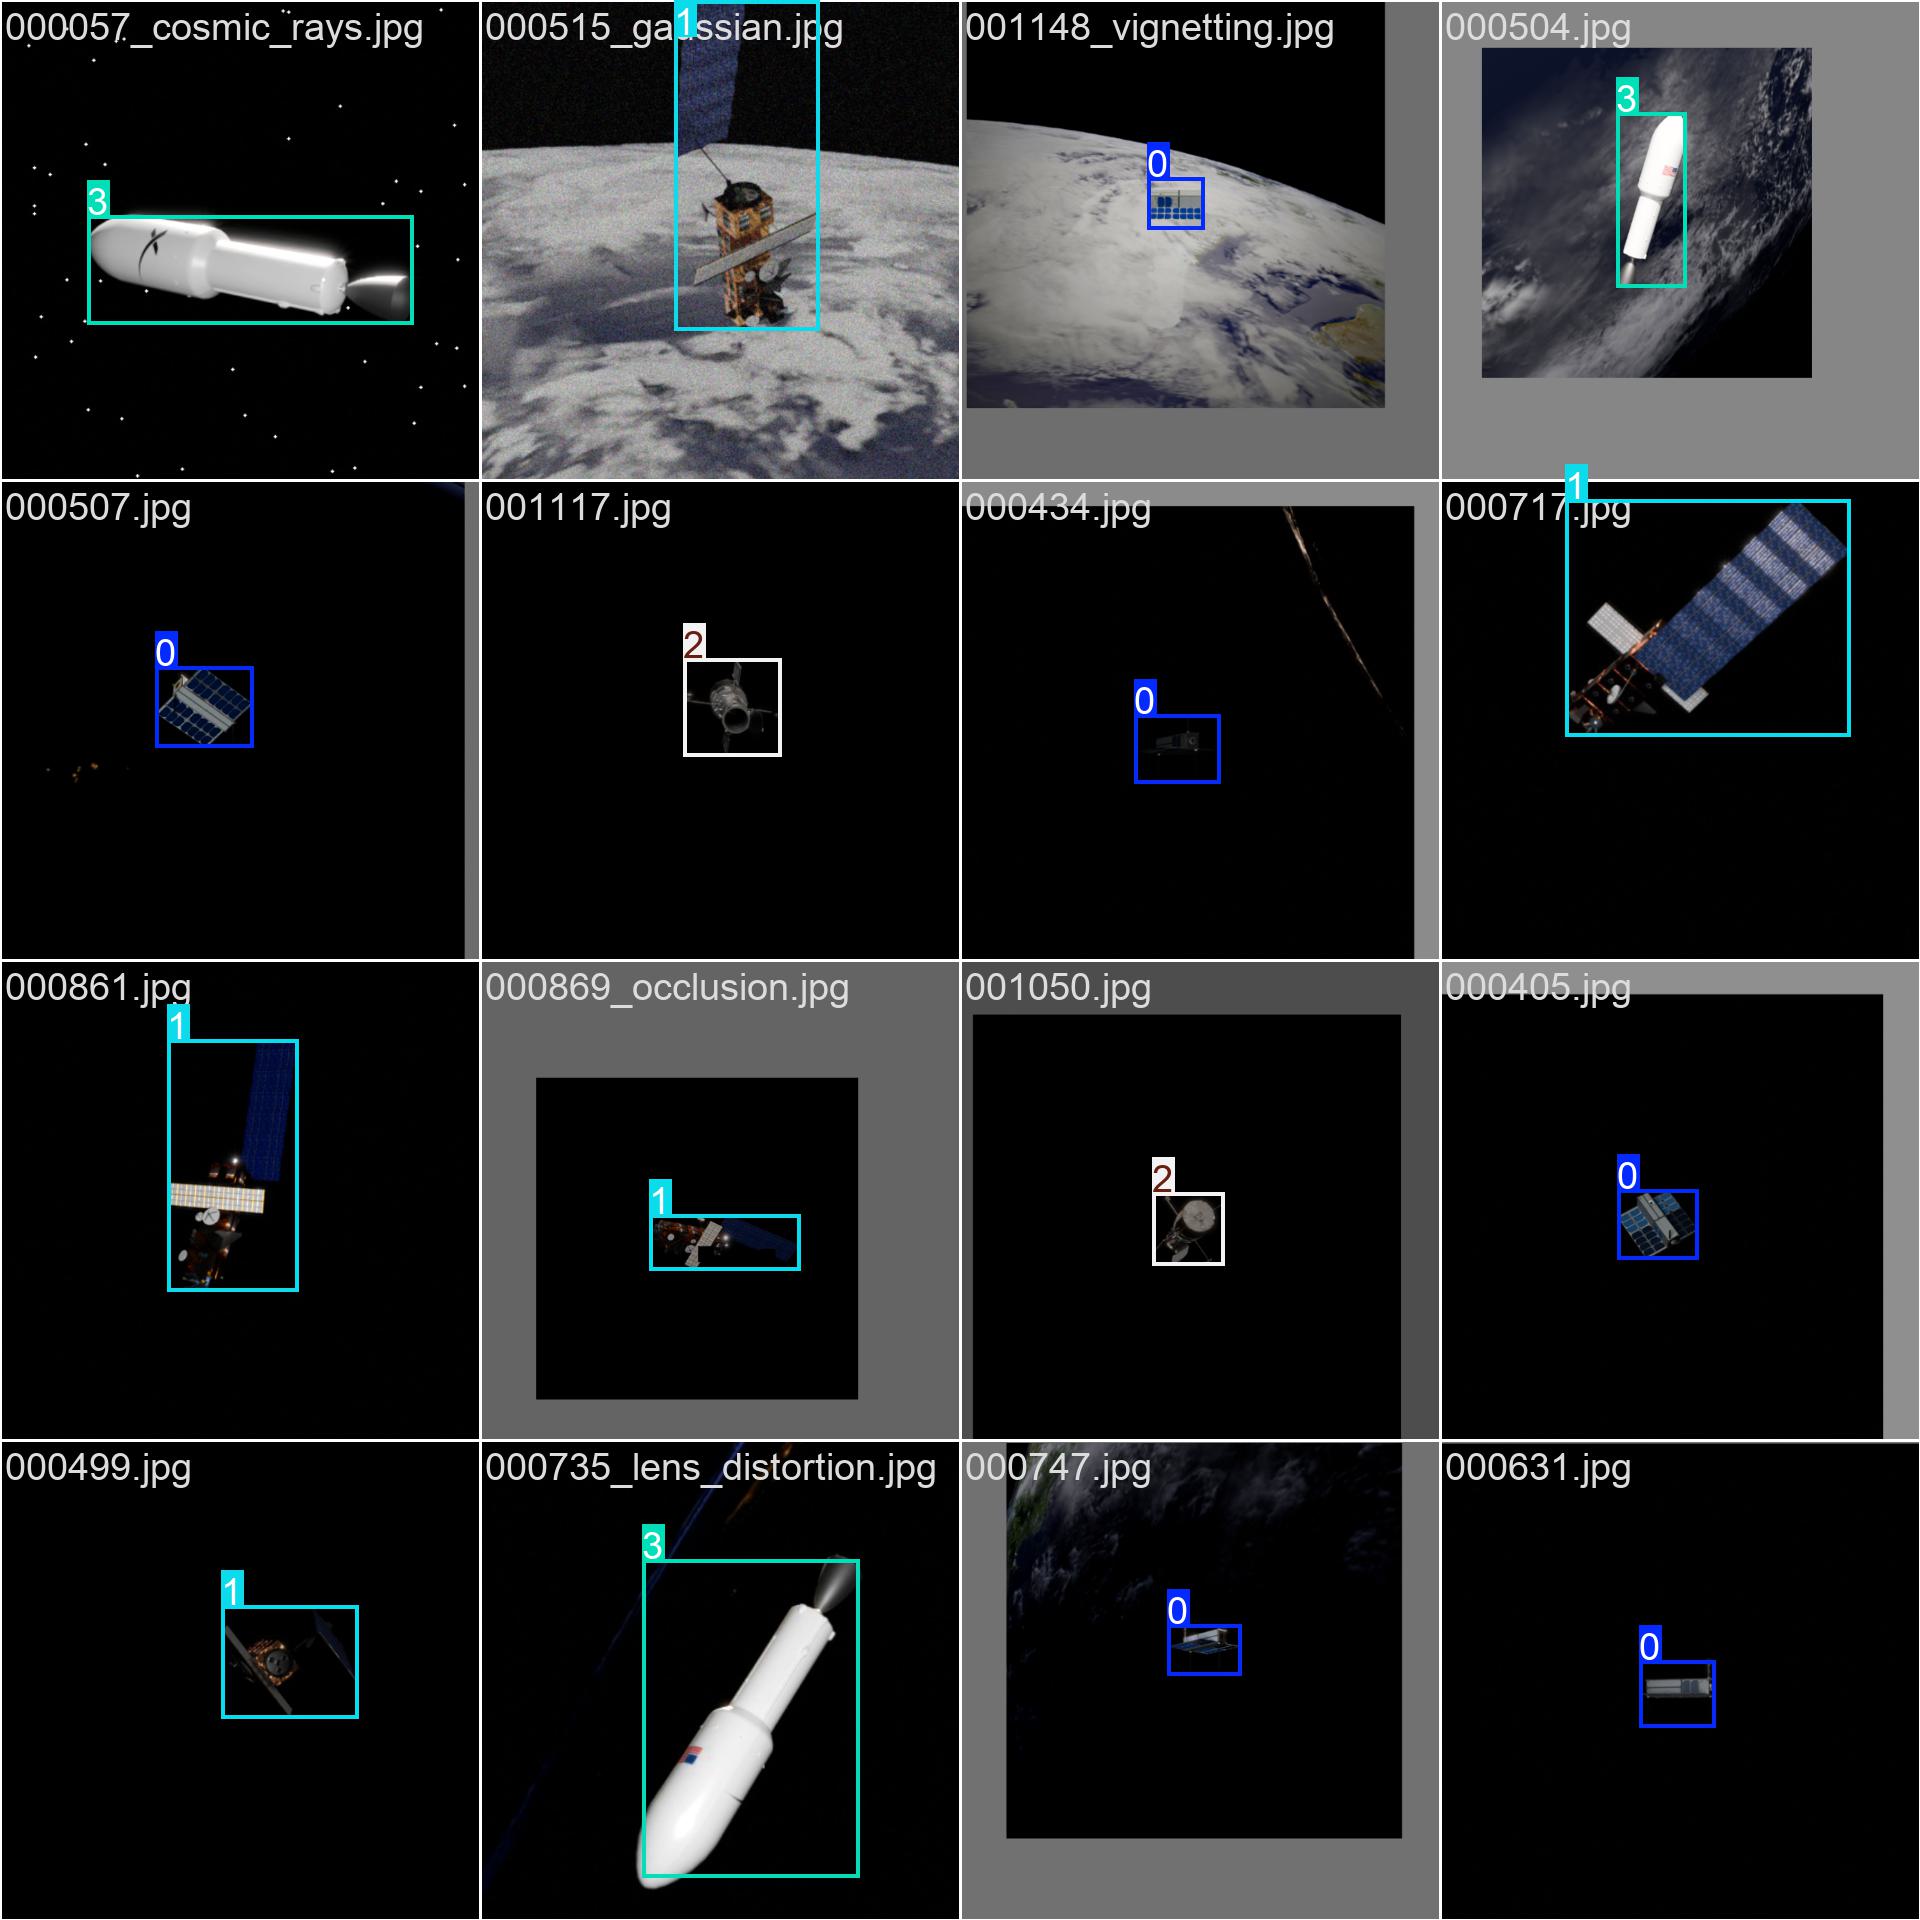 000057_cosmic_rays.jpg
3
000515_gaussian.jpg
1
001148_vignetting.jpg
0
000504.jpg
3
000507.jpg
0
001117.jpg
2
000434.jpg
0
000717.jpg
1
000861.jpg
1
000869_occlusion.jpg
1
001050.jpg
2
000405.jpg
0
000499.jpg
1
000735_lens_distortion.jpg
3
000747.jpg
0
000631.jpg
0